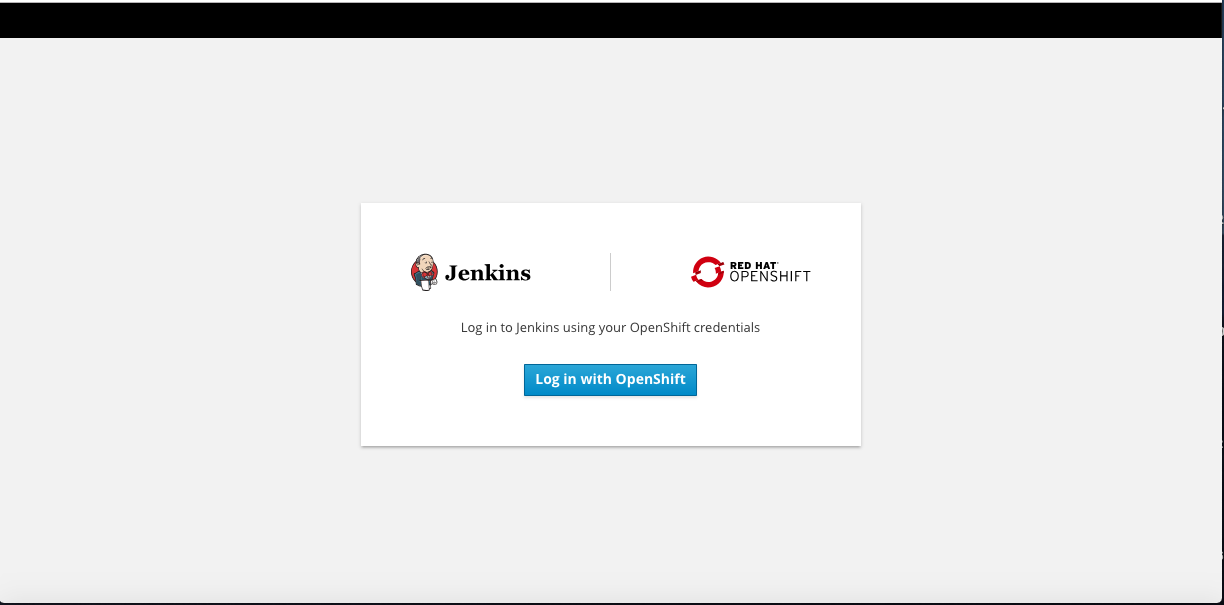 Jenkins
RED HAT
OPENSHIFT
Log in to Jenkins using your OpenShift credentials
Log in with OpenShift